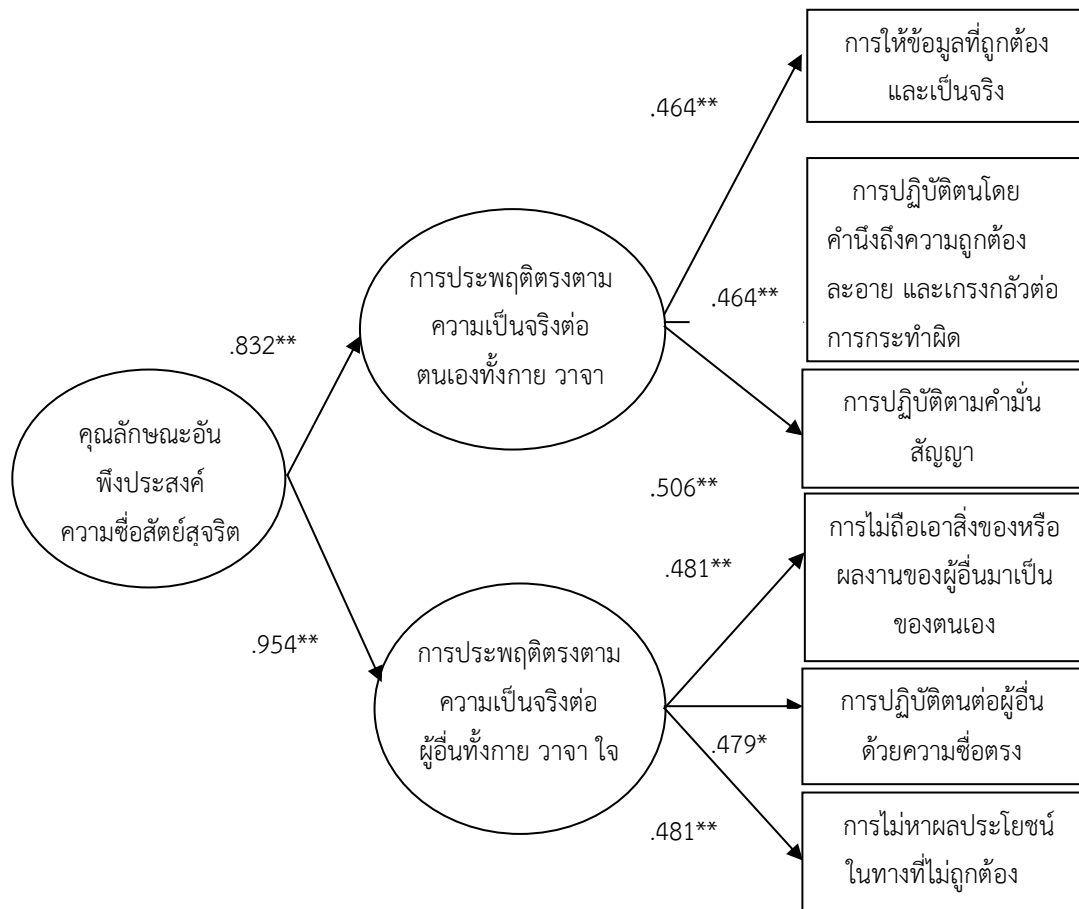 การให้ข้อมูลที่ถูกต้อง
และเป็นจริง
.464**
การปฏิบัติตนโดย
คำนึงถึงความถูกต้อง
ละอาย และเกรงกลัวต่อ
การกระทำผิด
การประพฤติตรงตาม
ความเป็นจริงต่อ
ตนเองทั้งกาย วาจา
.464**
.832**
การปฏิบัติตามคำมั่น
สัญญา
คุณลักษณะอัน
พึงประสงค์
ความซื่อสัตย์สุจริต
.506**
การไม่ถือเอาสิ่งของหรือ
ผลงานของผู้อื่นมาเป็น
ของตนเอง
.481**
.954**
การประพฤติตรงตาม
ความเป็นจริงต่อ
ผู้อื่นทั้งกาย วาจา ใจ
การปฏิบัติตนต่อผู้อื่น
ด้วยความซื่อตรง
.479*
.481**
การไม่หาผลประโยชน์
ในทางที่ไม่ถูกต้อง